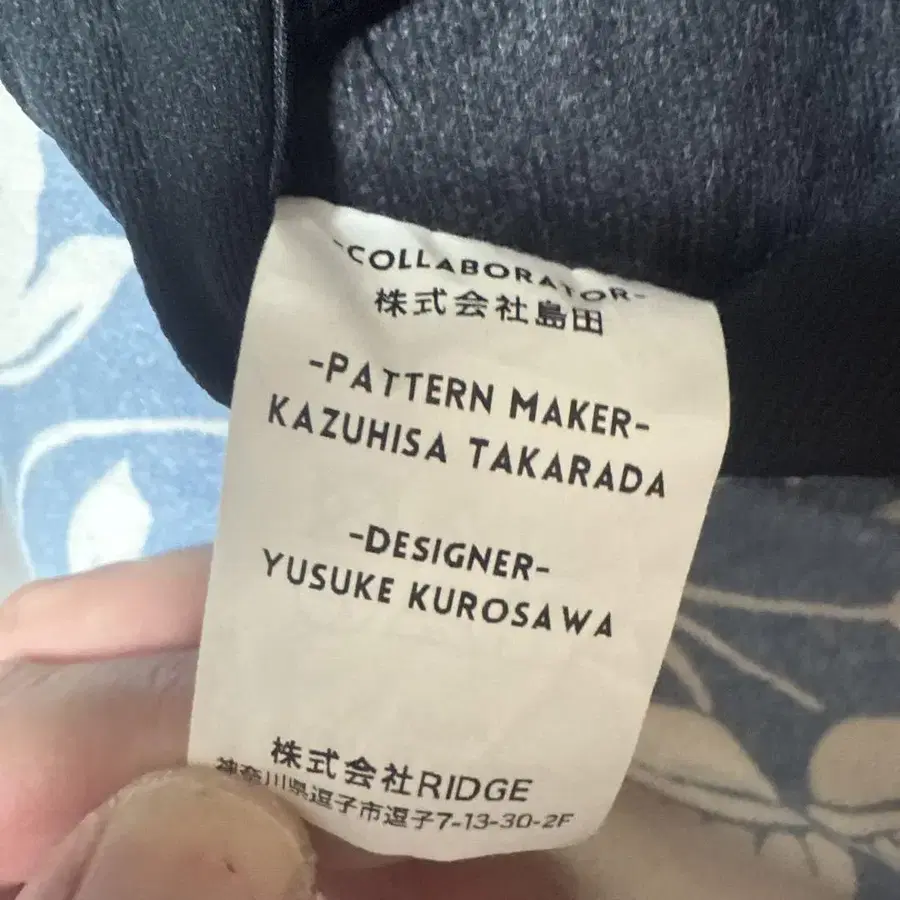 -COLLABORATOR-
株式会社島田
-PATTERN MAKER-
KAZUHISA TAKARADA
-DESIGNER-
YUSUKE KUROSAWA
株式会社RIDGE
神奈川県逗子市逗子7-13-30-2F